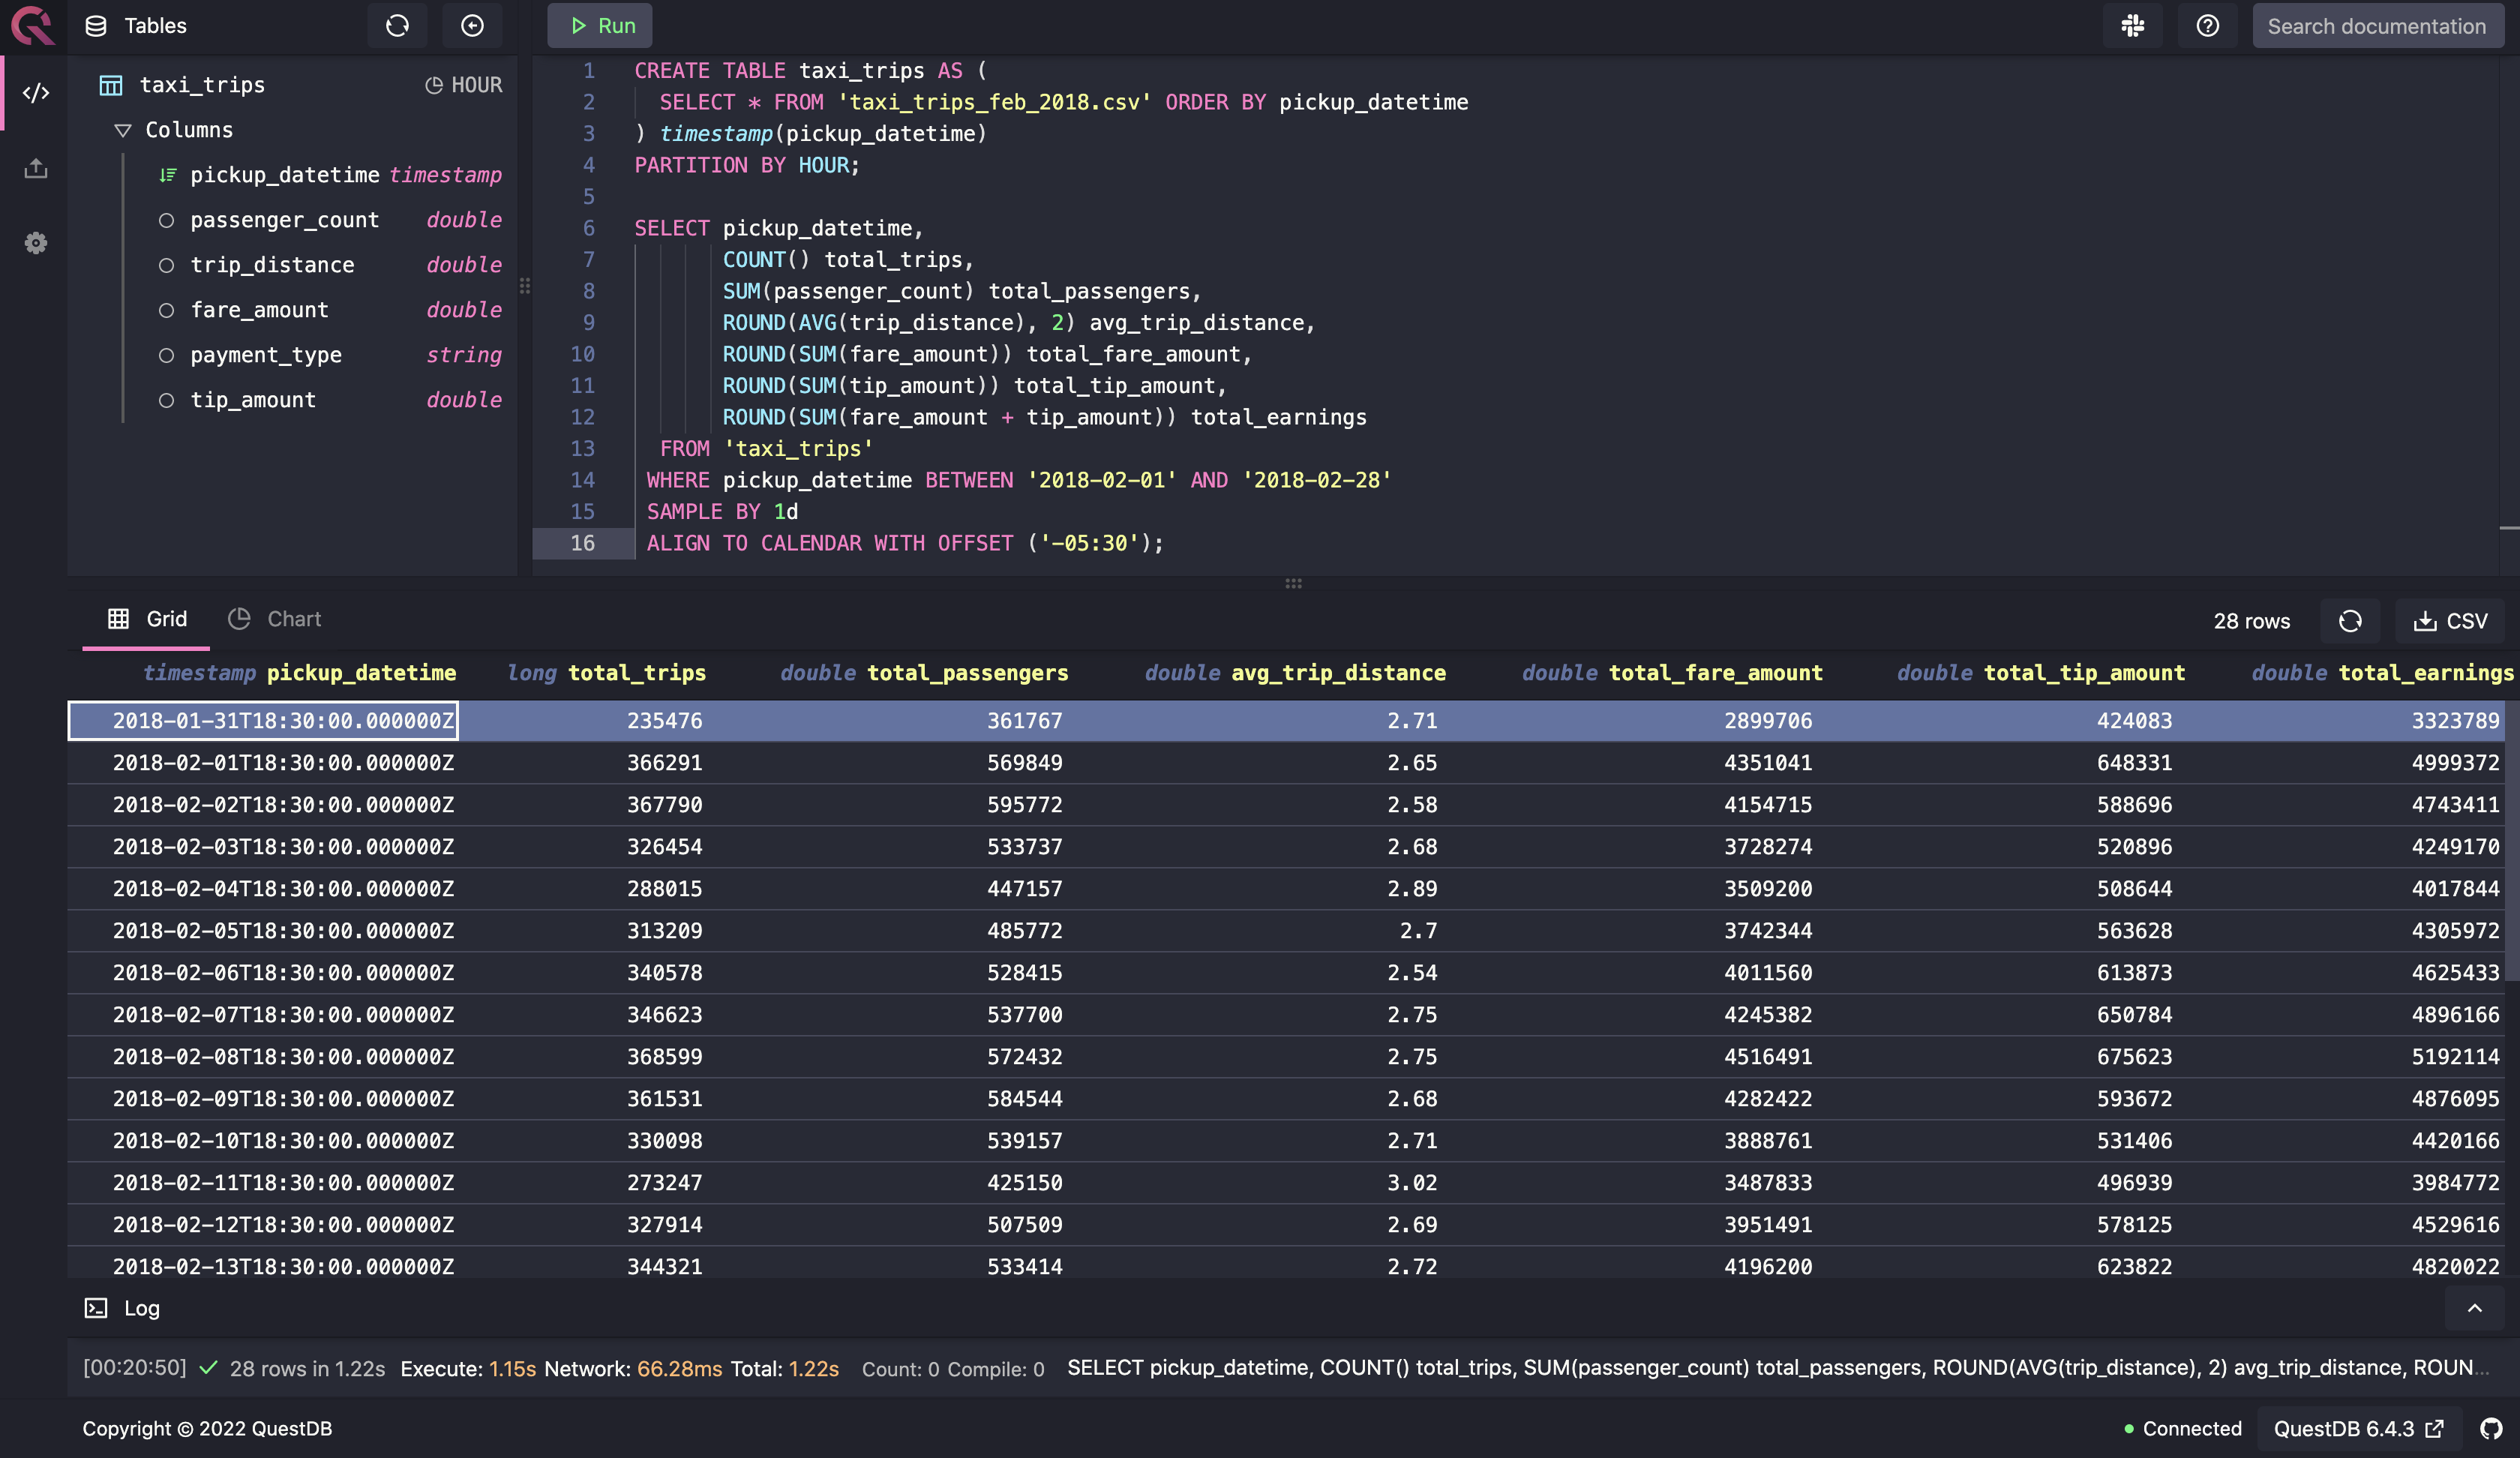 Tables
Run
Search documentation
taxi_trips HOUR
Columns
pickup_datetime timestamp
passenger_count double
trip_distance double
fare_amount double
payment_type string
tip_amount double
1 CREATE TABLE taxi_trips AS (
2 SELECT * FROM 'taxi_trips_feb_2018.csv' ORDER BY pickup_datetime
3 ) timestamp(pickup_datetime)
4 PARTITION BY HOUR;
5
6 SELECT pickup_datetime,
7 COUNT() total_trips,
8 SUM(passenger_count) total_passengers,
9 ROUND(AVG(trip_distance), 2) avg_trip_distance,
10 ROUND(SUM(fare_amount)) total_fare_amount,
11 ROUND(SUM(tip_amount)) total_tip_amount,
12 ROUND(SUM(fare_amount + tip_amount)) total_earnings
13 FROM 'taxi_trips'
14 WHERE pickup_datetime BETWEEN '2018-02-01' AND '2018-02-28'
15 SAMPLE BY 1d
16 ALIGN TO CALENDAR WITH OFFSET ('-05:30');
Grid Chart 28 rows CSV
timestamp pickup_datetime long total_trips double total_passengers double avg_trip_distance double total_fare_amount double total_tip_amount double total_earnings
2018-01-31T18:30:00.000000Z 235476 361767 2.71 2899706 424083 3323789
2018-02-01T18:30:00.000000Z 366291 569849 2.65 4351041 648331 4999372
2018-02-02T18:30:00.000000Z 367790 595772 2.58 4154715 588696 4743411
2018-02-03T18:30:00.000000Z 326454 533737 2.68 3728274 520896 4249170
2018-02-04T18:30:00.000000Z 288015 447157 2.89 3509200 508644 4017844
2018-02-05T18:30:00.000000Z 313209 485772 2.7 3742344 563628 4305972
2018-02-06T18:30:00.000000Z 340578 528415 2.54 4011560 613873 4625433
2018-02-07T18:30:00.000000Z 346623 537700 2.75 4245382 650784 4896166
2018-02-08T18:30:00.000000Z 368599 572432 2.75 4516491 675623 5192114
2018-02-09T18:30:00.000000Z 361531 584544 2.68 4282422 593672 4876095
2018-02-10T18:30:00.000000Z 330098 539157 2.71 3888761 531406 4420166
2018-02-11T18:30:00.000000Z 273247 425150 3.02 3487833 496939 3984772
2018-02-12T18:30:00.000000Z 327914 507509 2.69 3951491 578125 4529616
2018-02-13T18:30:00.000000Z 344321 533414 2.72 4196200 623822 4820022
Log
[00:20:50] 28 rows in 1.22s Execute: 1.15s Network: 66.28ms Total: 1.22s Count: 0 Compile: 0 SELECT pickup_datetime, COUNT() total_trips, SUM(passenger_count) total_passengers, ROUND(AVG(trip_distance), 2) avg_trip_distance, ROUN...
Copyright © 2022 QuestDB
Connected
QuestDB 6.4.3